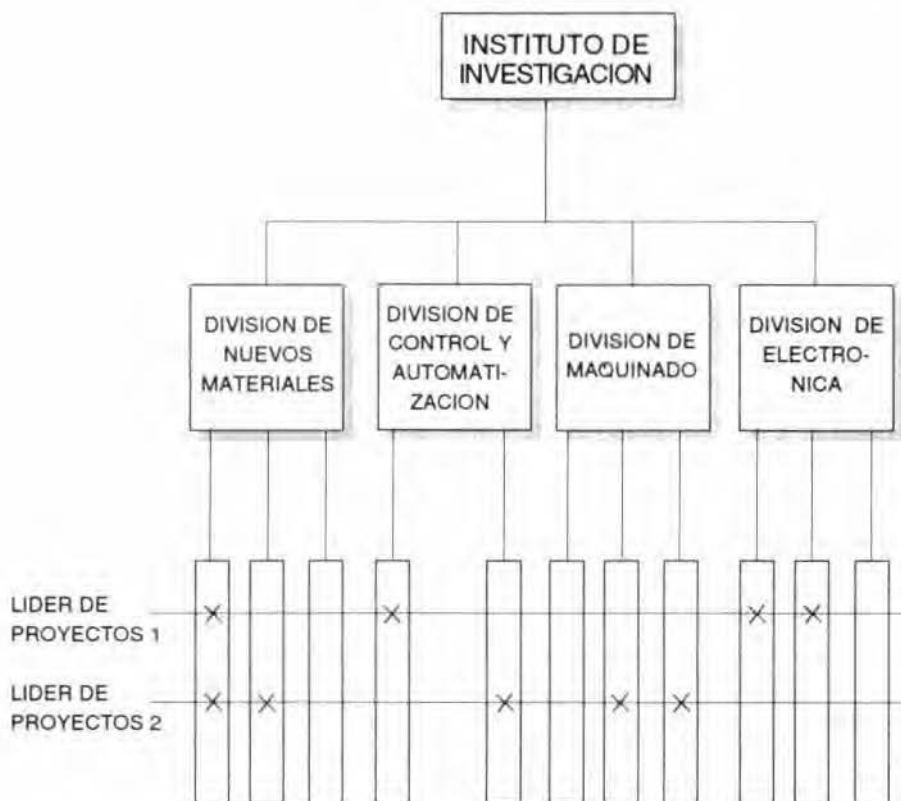 INSTITUTO DE
INVESTIGACION
DIVISION DE
NUEVOS
MATERIALES
DIVISION DE
CONTROL Y
AUTOMATI-
ZACION
DIVISION DE
MAQUINADO
DIVISION DE
ELECTRO-
NICA
LIDER DE
PROYECTOS 1
LIDER DE
PROYECTOS 2